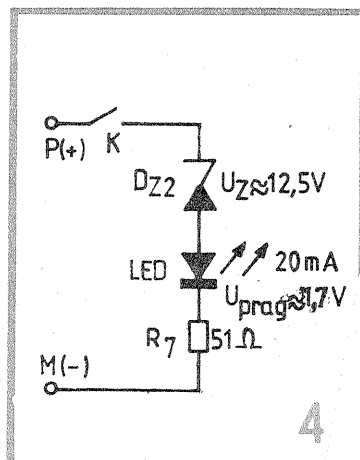 P(+) K
DZ2 UZ≈12,5V
LED 20mA
Uprag≈1,7V
R7 51Ω
M(-)
4